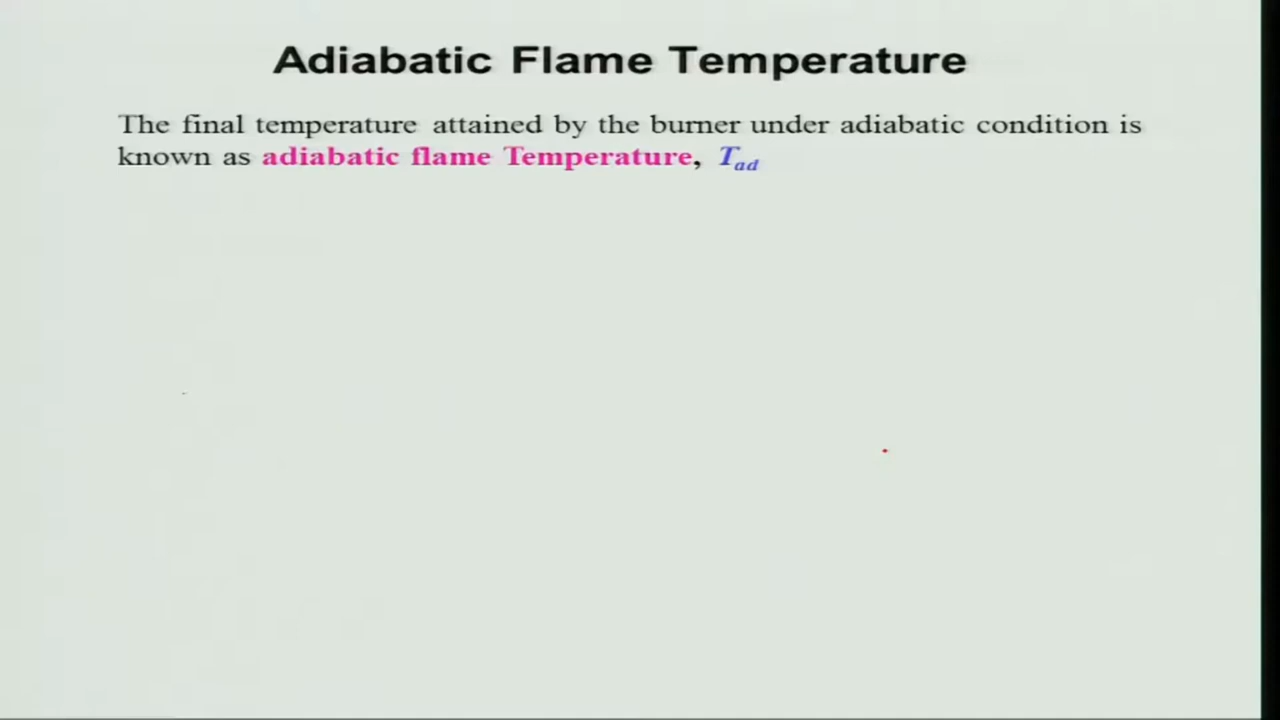 Adiabatic Flame Temperature
The final temperature attained by the burner under adiabatic condition is
known as adiabatic flame Temperature, T_ad